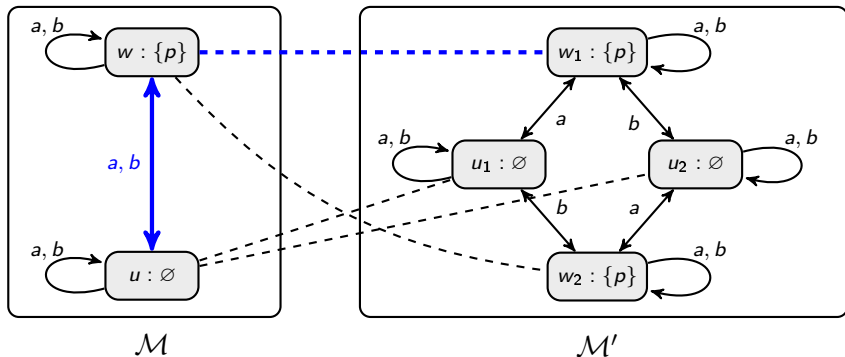 a, b
w : {p}
w₁ : {p}
a, b
a
b
a, b
a, b
u₁ : ∅
u₂ : ∅
a, b
b
a
a, b
u : ∅
w₂ : {p}
a, b
ℳ
ℳ′